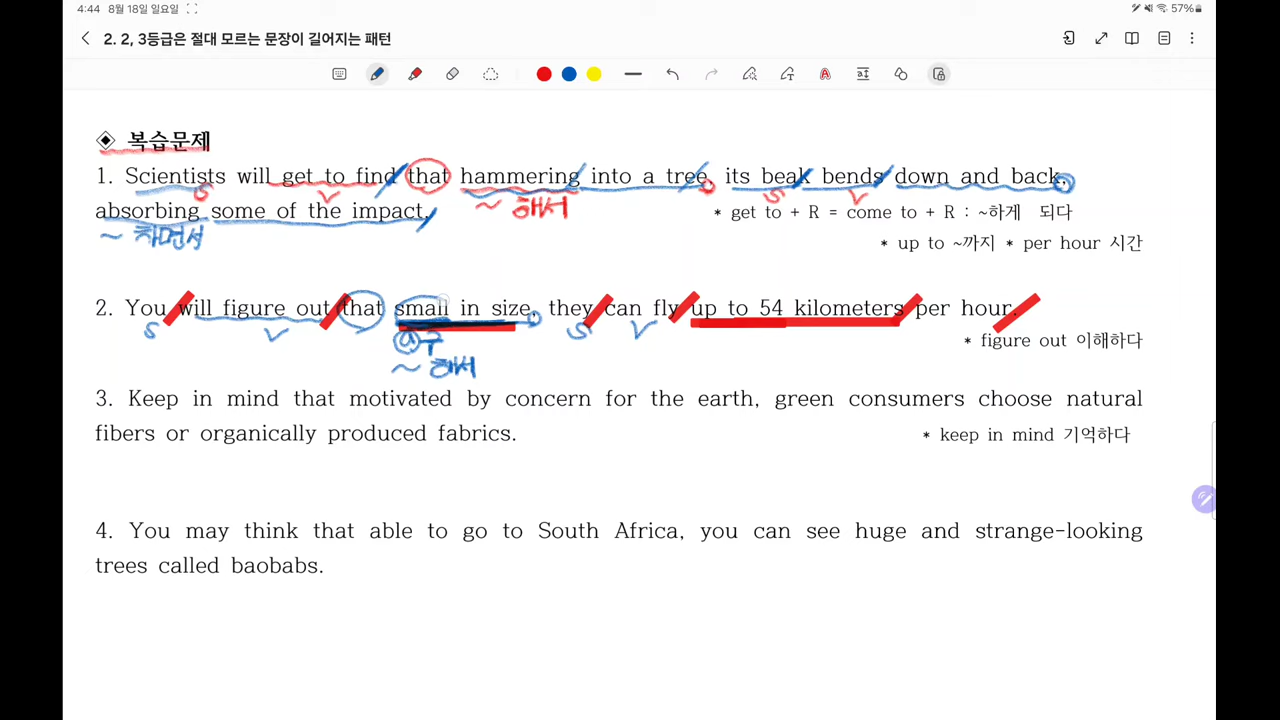 4:44 8월 18일 일요일 57%
2. 2, 3등급은 절대 모르는 문장이 길어지는 패턴
◈ 복습문제
1. Scientists will get to find that hammering into a tree, its beak bends down and back,
S V ~ 해서 S V
absorbing some of the impact. * get to + R = come to + R : ~하게 되다
~ 하면서 * up to ~까지 * per hour 시간
2. You will figure out that small in size, they can fly up to 54 kilometers per hour.
S V ⓐ구 S V * figure out 이해하다
~ 해서
3. Keep in mind that motivated by concern for the earth, green consumers choose natural
fibers or organically produced fabrics. * keep in mind 기억하다
4. You may think that able to go to South Africa, you can see huge and strange-looking
trees called baobabs.